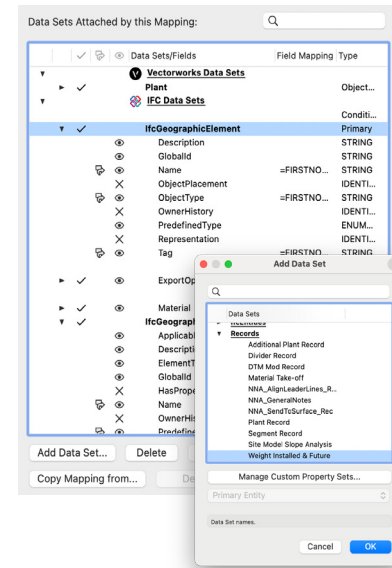 Data Sets Attached by this Mapping:
Data Sets/Fields Field Mapping Type
Vectorworks Data Sets
Plant Object...
IFC Data Sets
Conditi...
IfcGeographicElement Primary
Description STRING
GlobalId STRING
Name =FIRSTNO... STRING
ObjectPlacement IDENTI...
ObjectType =FIRSTNO... STRING
OwnerHistory IDENTI...
PredefinedType ENUM...
Representation IDENTI...
Tag =FIRSTNO... STRING
ExportOp
Material
IfcGeograph
Applicabl
Descripti
ElementT
GlobalId
HasPrope
Name
OwnerHis
Predefine
Add Data Set... Delete
Copy Mapping from... De
Add Data Set
Data Sets
Records
Additional Plant Record
Divider Record
DTM Mod Record
Material Take-off
NNA_AlignLeaderLines_R...
NNA_GeneralNotes
NNA_SendToSurface_Rec
Plant Record
Segment Record
Site Model Slope Analysis
Weight Installed & Future
Manage Custom Property Sets...
Primary Entity
Data Set names.
Cancel OK